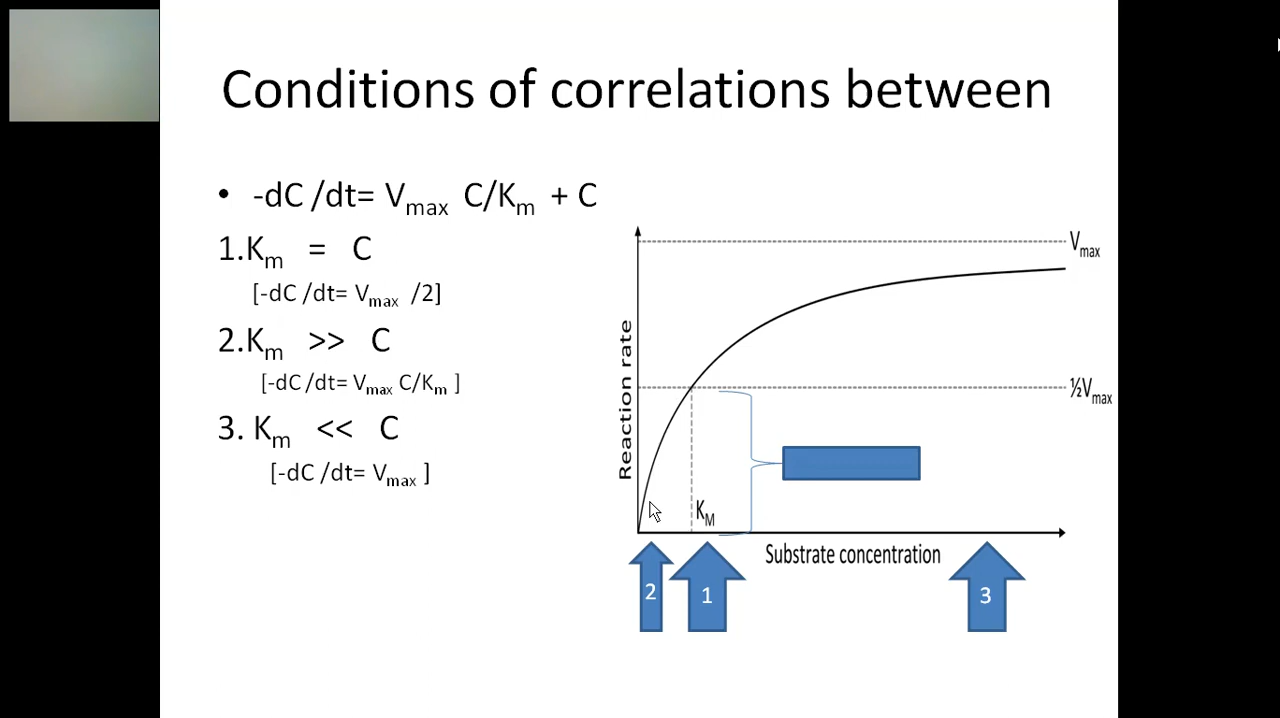 Conditions of correlations between
• -dC /dt= Vmax C/Km + C
1.Km = C
[-dC /dt= Vmax /2]
2.Km >> C
[-dC /dt= Vmax C/Km ]
3. Km << C
[-dC /dt= Vmax ]
Vmax
½Vmax
Reaction rate
KM
Substrate concentration
2
1
3